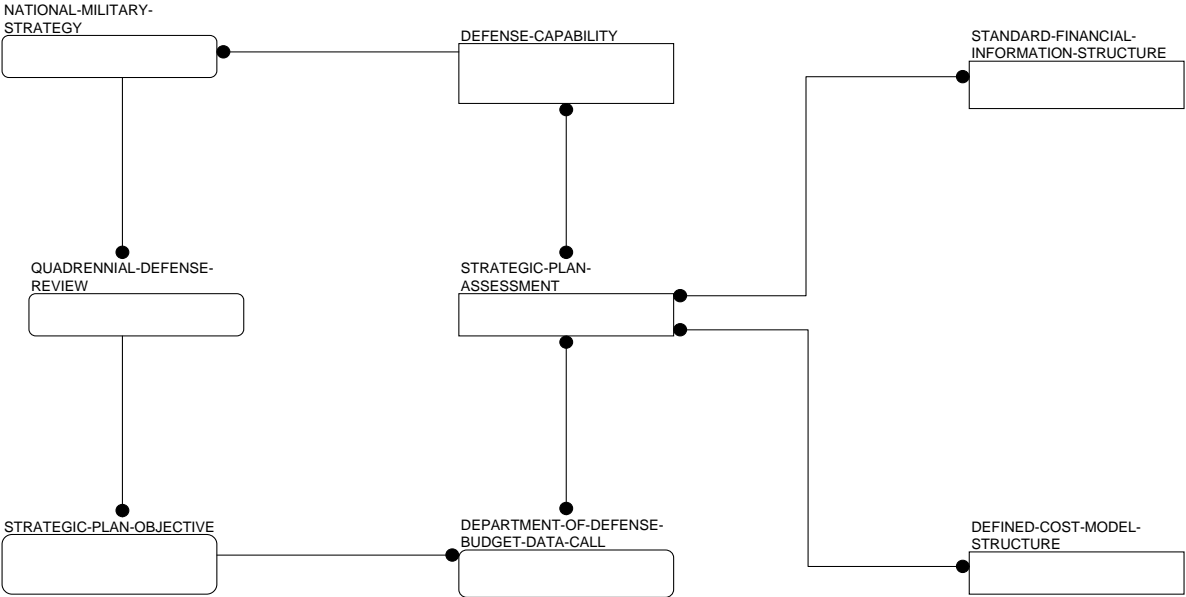 NATIONAL-MILITARY-
STRATEGY
DEFENSE-CAPABILITY
STANDARD-FINANCIAL-
INFORMATION-STRUCTURE
QUADRENNIAL-DEFENSE-
REVIEW
STRATEGIC-PLAN-
ASSESSMENT
STRATEGIC-PLAN-OBJECTIVE
DEPARTMENT-OF-DEFENSE-
BUDGET-DATA-CALL
DEFINED-COST-MODEL-
STRUCTURE